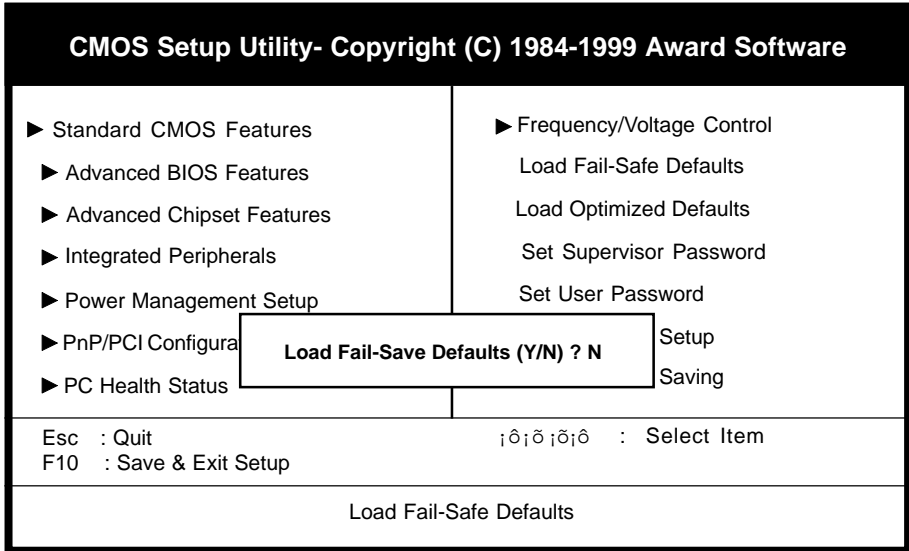 CMOS Setup Utility- Copyright (C) 1984-1999 Award Software
▶ Standard CMOS Features
▶ Advanced BIOS Features
▶ Advanced Chipset Features
▶ Integrated Peripherals
▶ Power Management Setup
▶ PnP/PCI Configura
▶ PC Health Status
▶ Frequency/Voltage Control
Load Fail-Safe Defaults
Load Optimized Defaults
Set Supervisor Password
Set User Password
Setup
Saving
Load Fail-Save Defaults (Y/N) ? N
Esc : Quit
F10 : Save & Exit Setup
¡ô¡õ ¡õ¡ô : Select Item
Load Fail-Safe Defaults